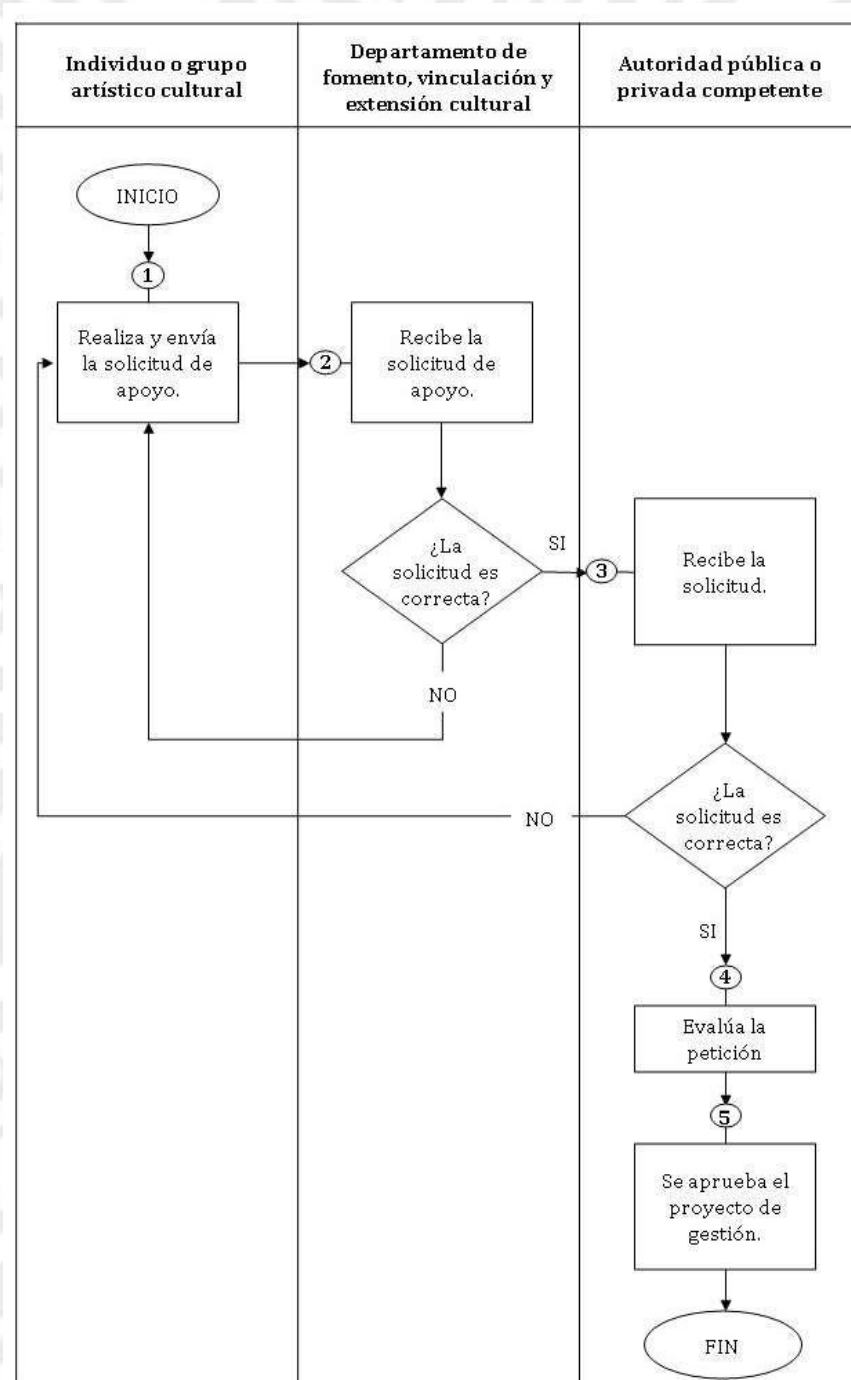 Individuo o grupo
artístico cultural
Departamento de
fomento, vinculación y
extensión cultural
Autoridad pública o
privada competente
INICIO
1
Realiza y envía
la solicitud de
apoyo.
2
Recibe la
solicitud de
apoyo.
¿La
solicitud es
correcta?
SI
3
Recibe la
solicitud.
NO
¿La
solicitud es
correcta?
NO
SI
4
Evalúa la
petición
5
Se aprueba el
proyecto de
gestión.
FIN